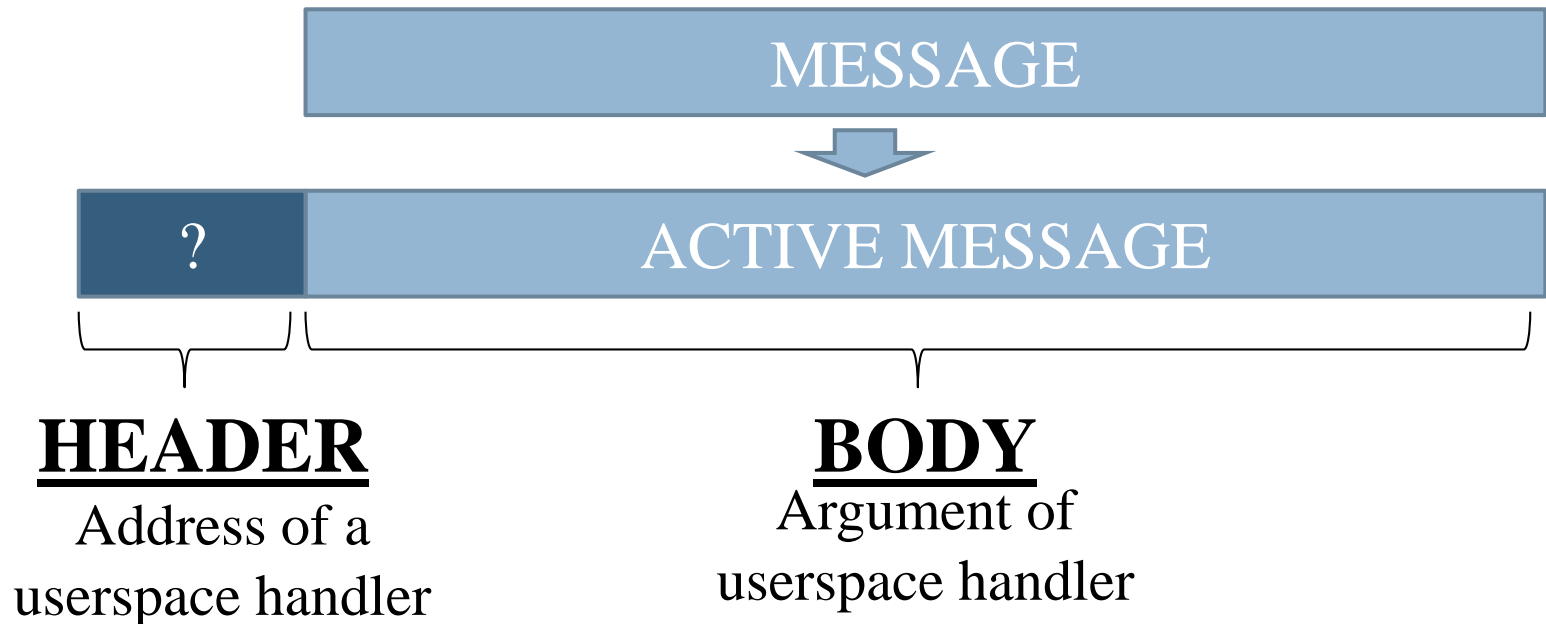 MESSAGE
? ACTIVE MESSAGE
HEADER
Address of a
userspace handler
BODY
Argument of
userspace handler